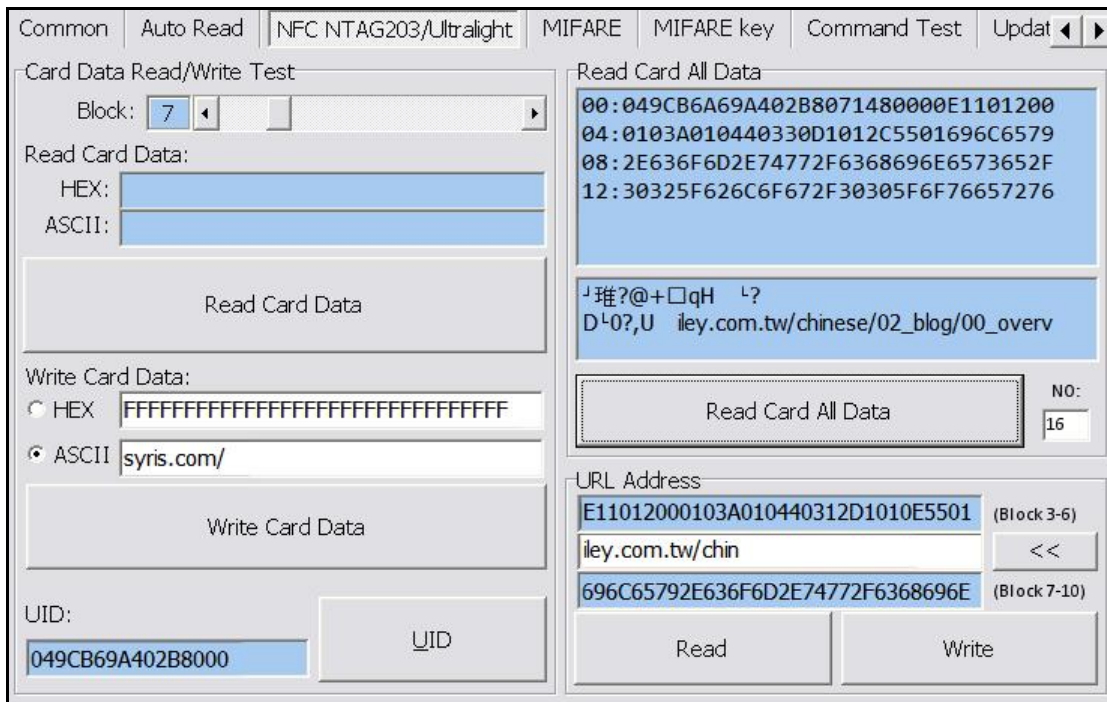 Common Auto Read NFC NTAG203/Ultralight MIFARE MIFARE key Command Test Updat
Card Data Read/Write Test
Block: 7
Read Card Data:
HEX:
ASCII:
Read Card Data
Write Card Data:
HEX FFFFFFFFFFFFFFFFFFFFFFFFFFFFFFFF
ASCII syris.com/
Write Card Data
UID:
049CB69A402B8000
UID
Read Card All Data
00:049CB6A69A402B8071480000E1101200
04:0103A010440330D1012C5501696C6579
08:2E636F6D2E74772F6368696E6573652F
12:30325F626C6F672F30305F6F76657276
┘琟?@+□qH └?
D└0?,U iley.com.tw/chinese/02_blog/00_overv
Read Card All Data
NO:
16
URL Address
E11012000103A010440312D1010E5501 (Block 3-6)
iley.com.tw/chin <<
696C65792E636F6D2E74772F6368696E (Block 7-10)
Read Write